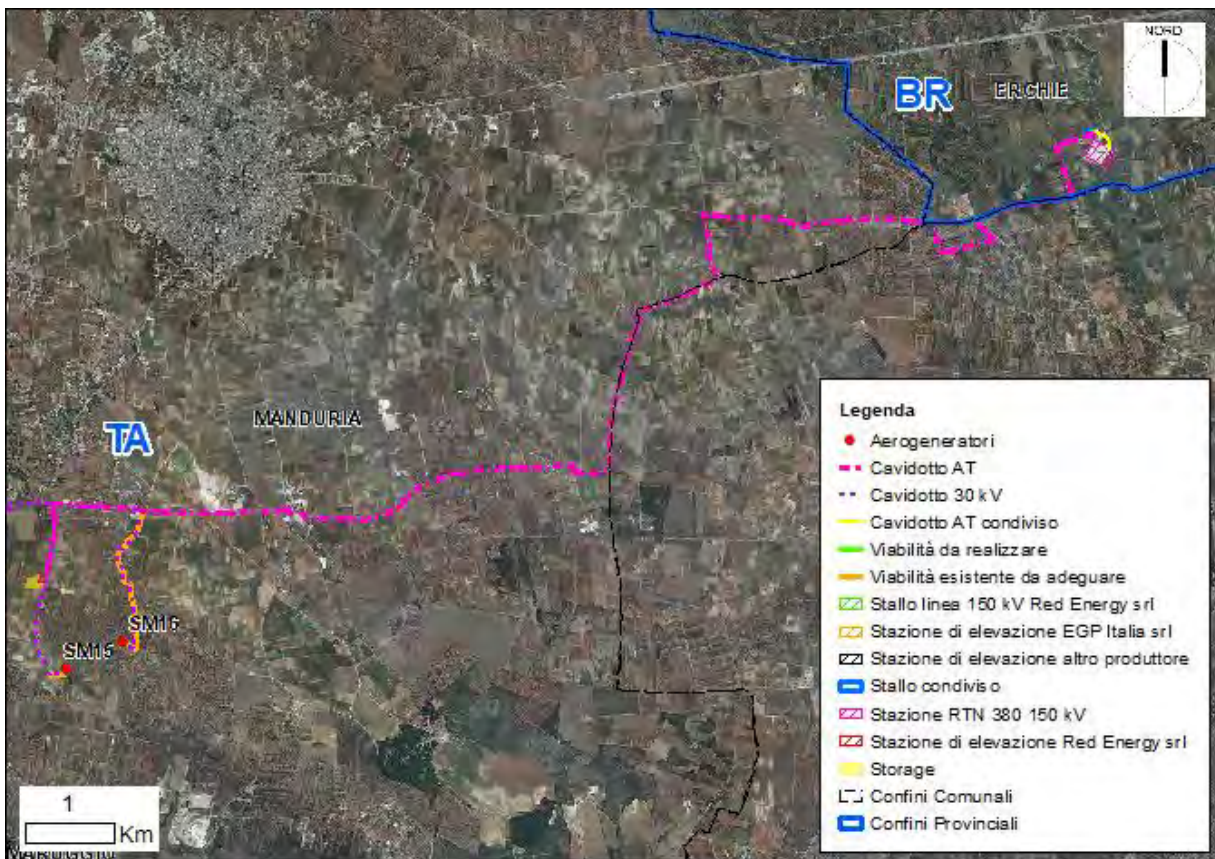 NORD
BR
ERCHIE
MANDURIA
TA
SM16
SM15
Legenda
Aerogeneratori
Cavidotto AT
Cavidotto 30 kV
Cavidotto AT condiviso
Viabilità da realizzare
Viabilità esistente da adeguare
Stallo linea 150 kV Red Energy srl
Stazione di elevazione EGP Italia srl
Stazione di elevazione altro produttore
Stallo condiviso
Stazione RTN 380 150 kV
Stazione di elevazione Red Energy srl
Storage
Confini Comunali
Confini Provinciali
1
Km
MARUGGIO